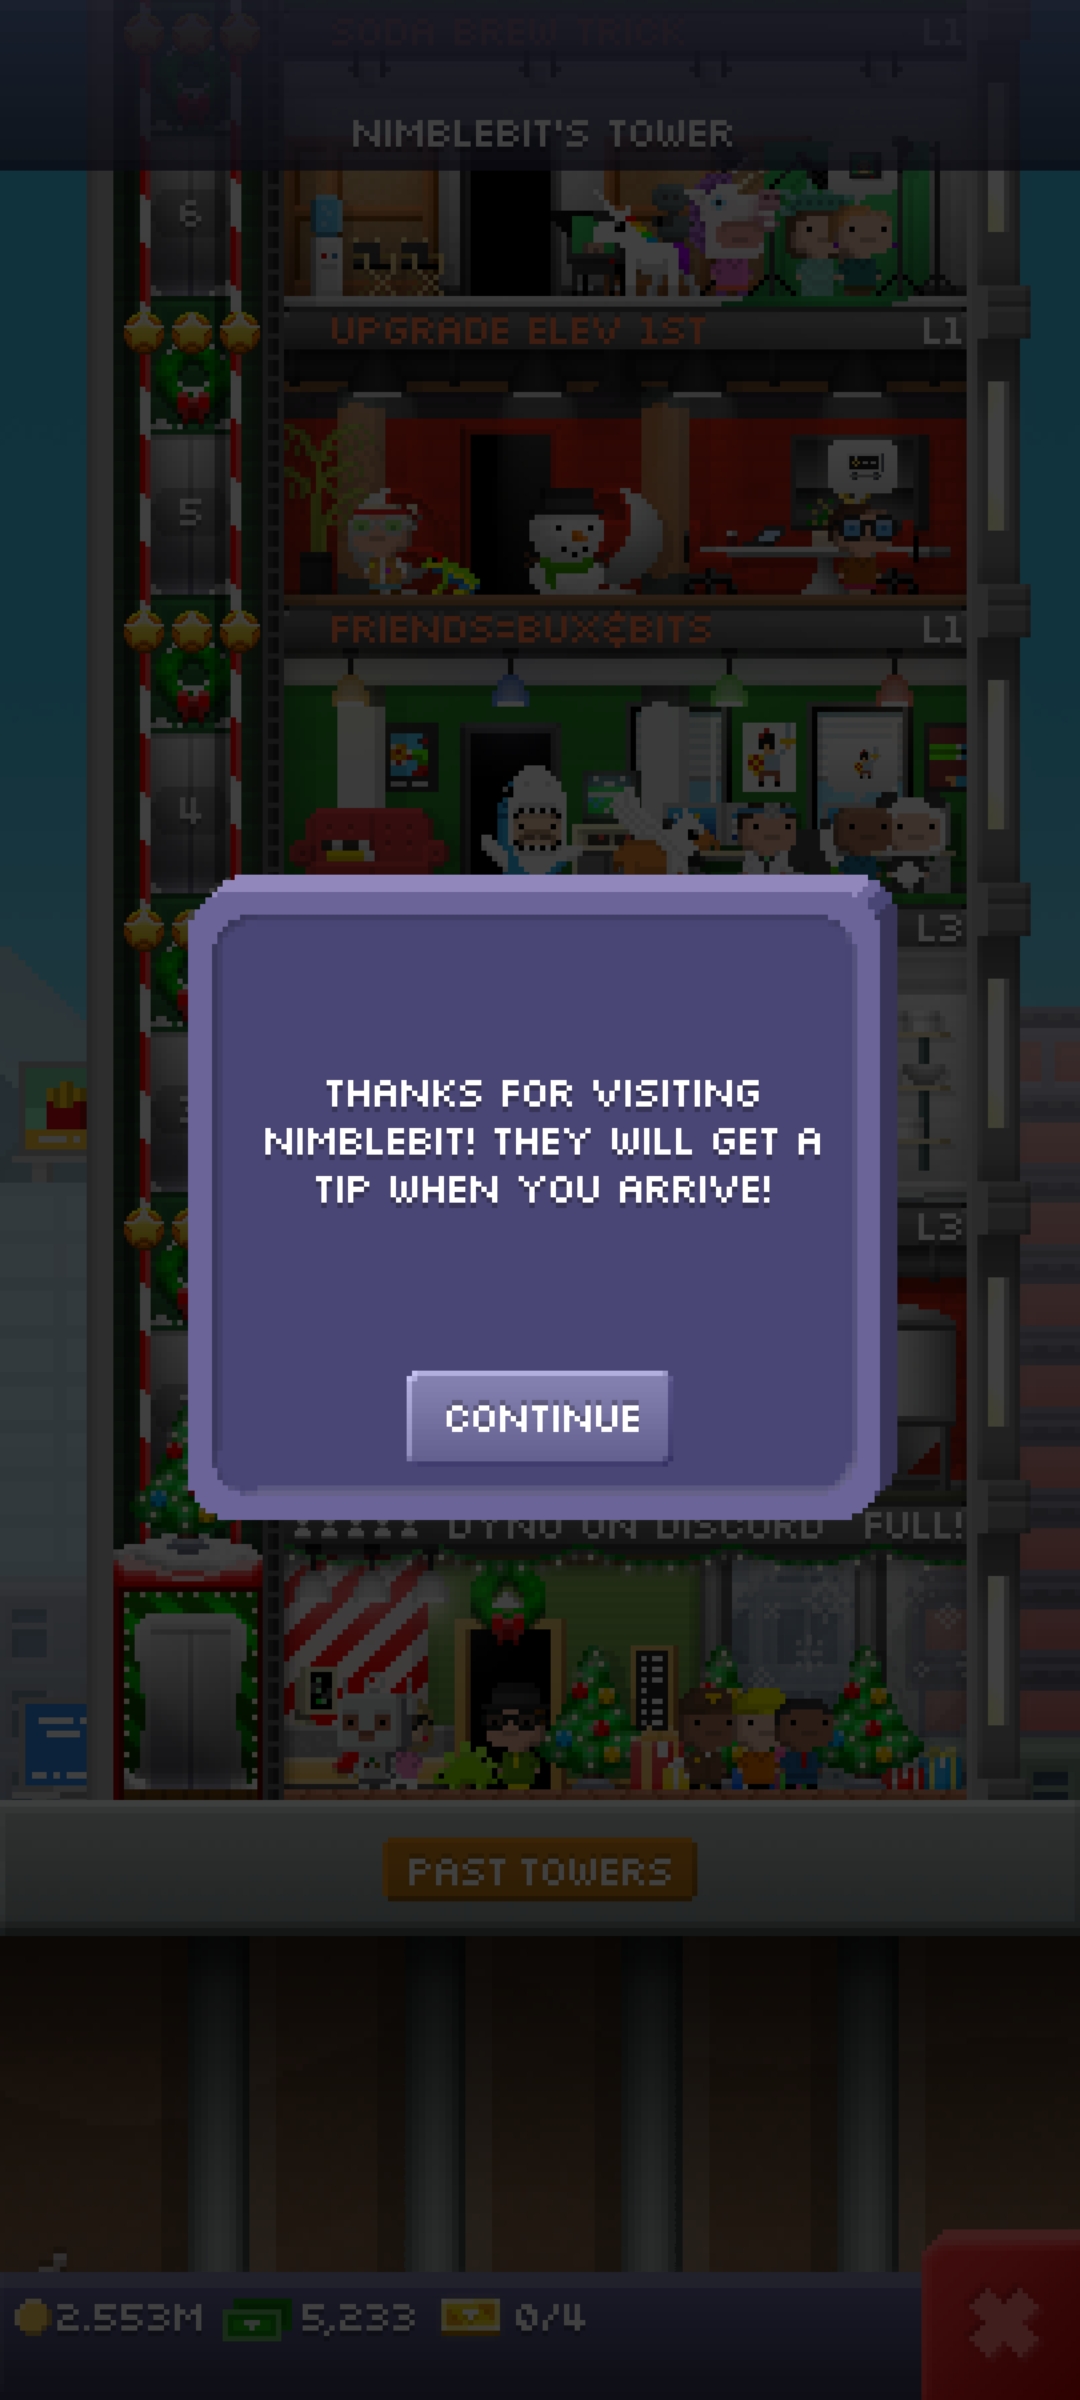 SODA BREW TRICK L1
NIMBLEBIT'S TOWER
6
UPGRADE ELEV 1ST L1
5
FRIENDS=BUX&BITS L1
4
L3
THANKS FOR VISITING
NIMBLEBIT! THEY WILL GET A
TIP WHEN YOU ARRIVE!
L3
CONTINUE
DYNO ON DISCORD FULL!
PAST TOWERS
2.553M 5,233 0/4